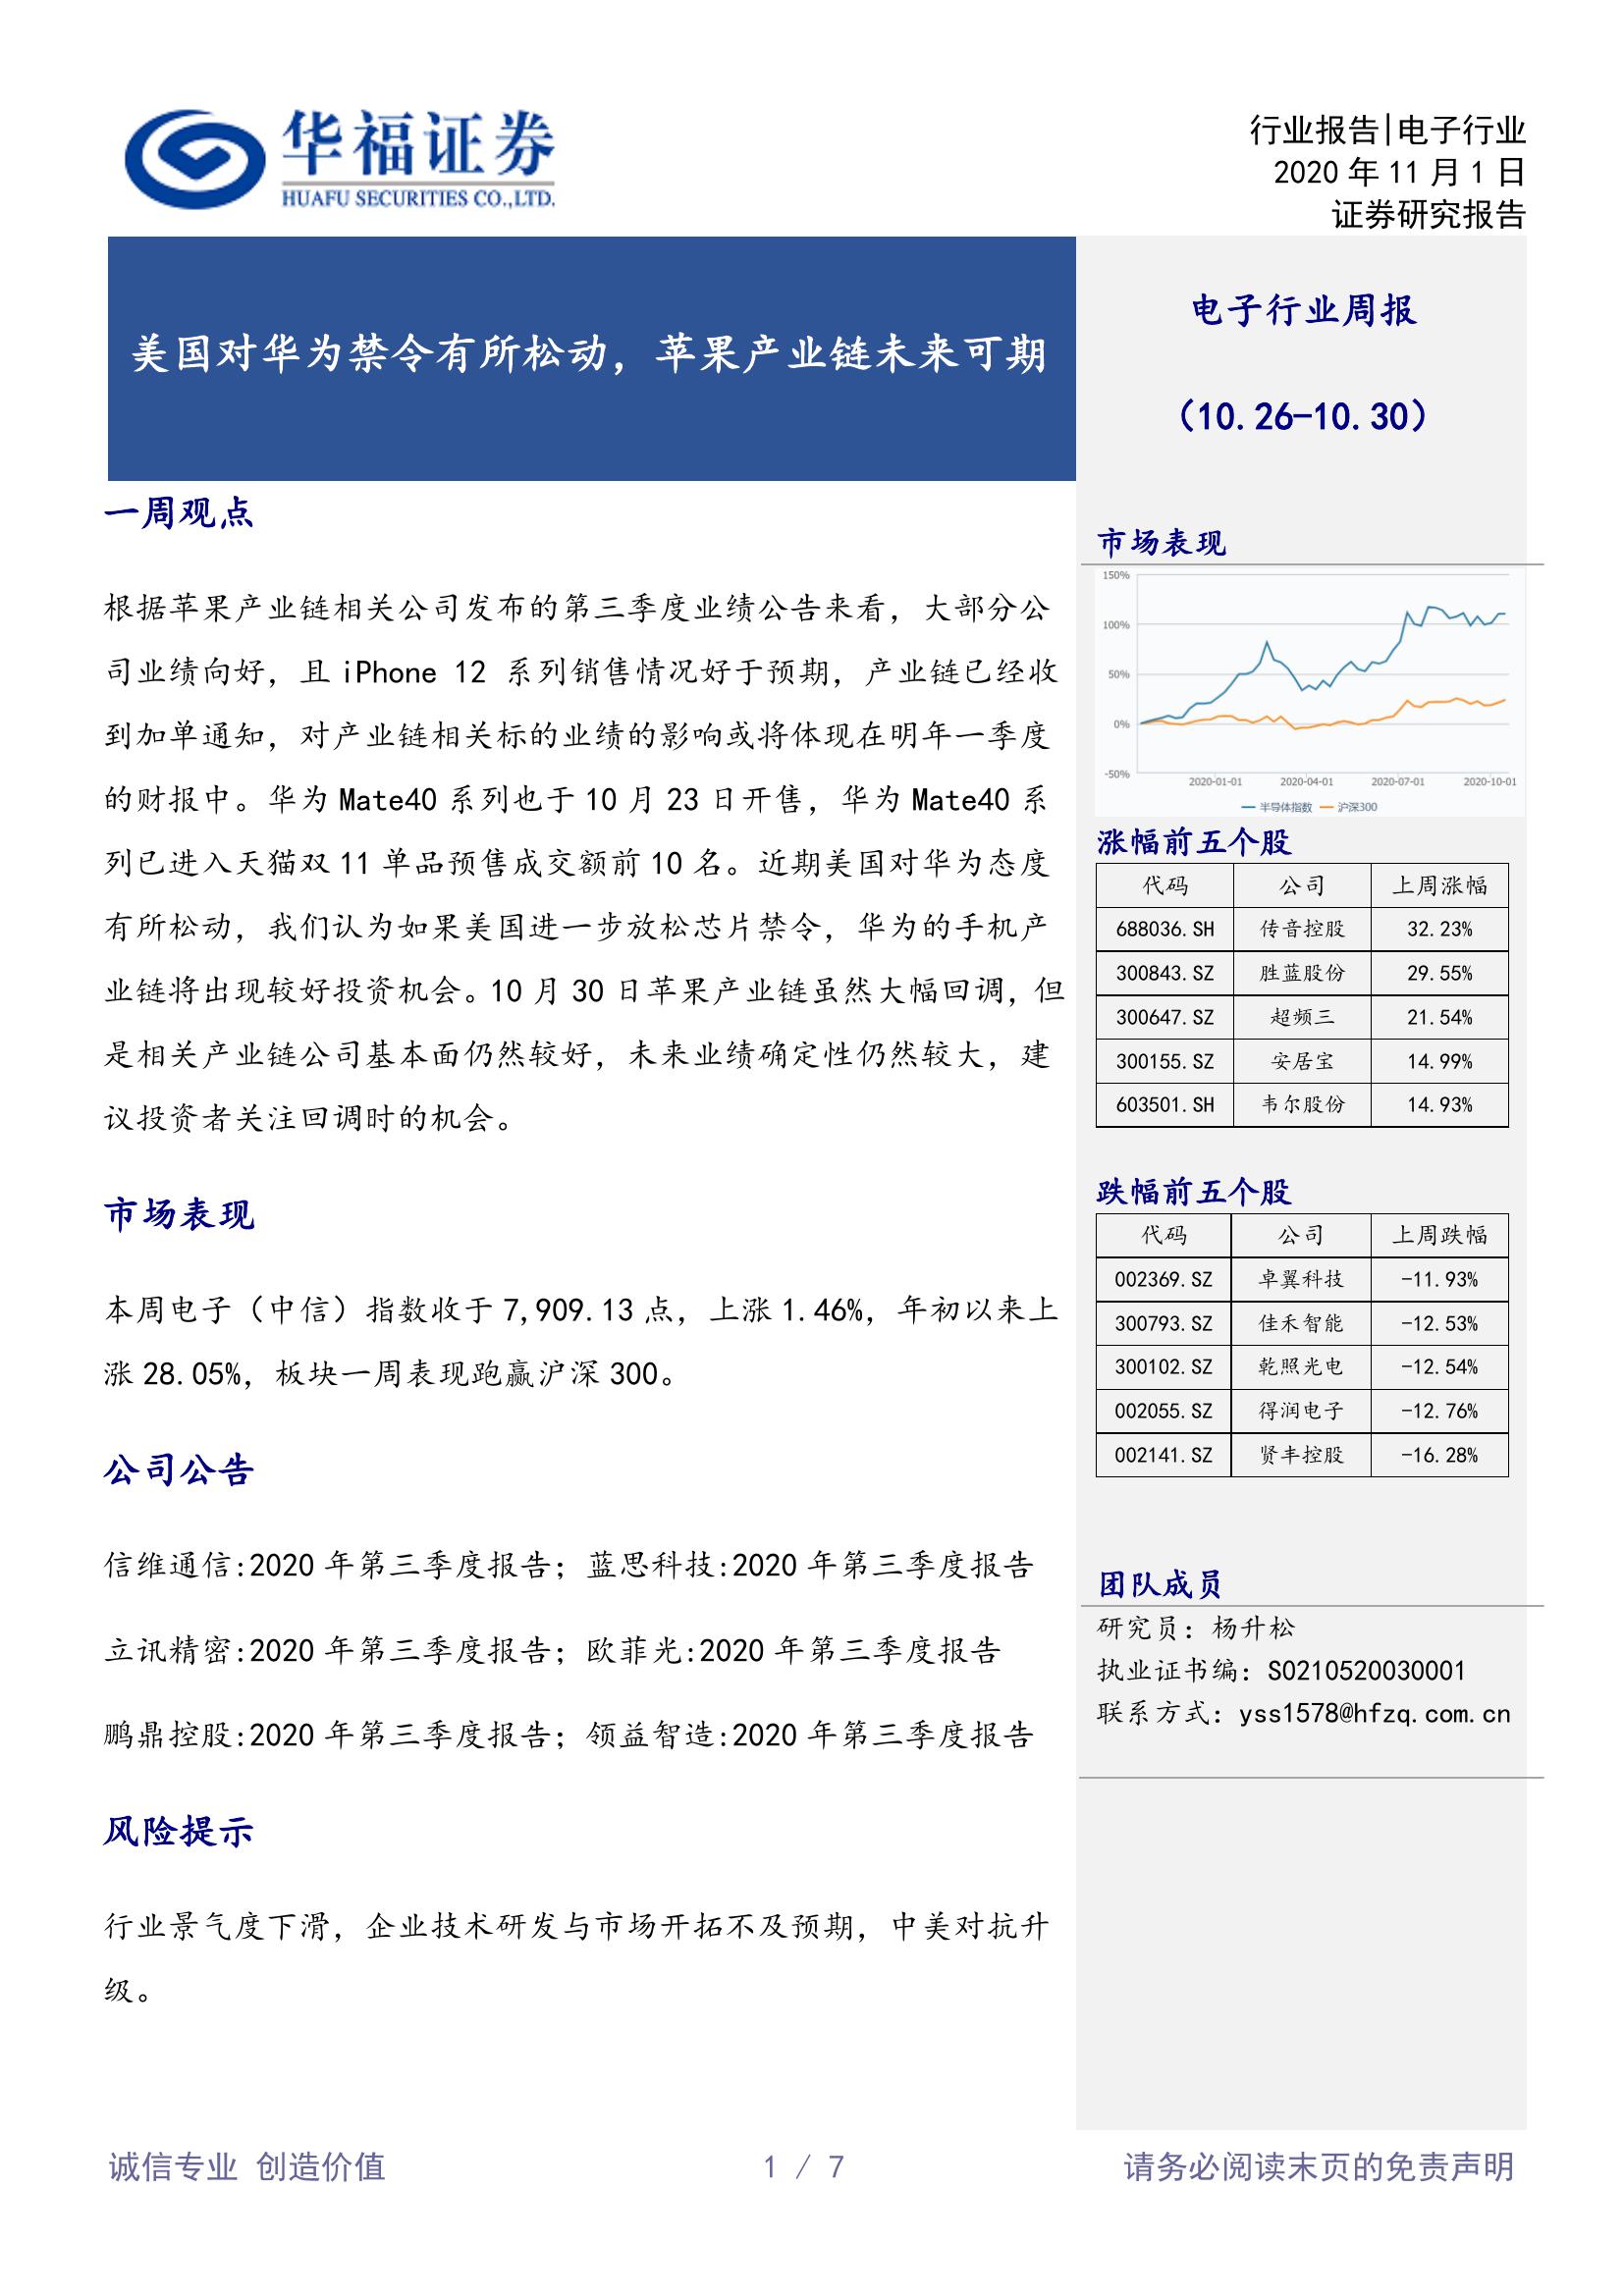 华福证券
HUAFU SECURITIES CO.,LTD.
行业报告|电子行业
2020 年 11 月 1 日
证券研究报告
美国对华为禁令有所松动，苹果产业链未来可期
电子行业周报
（10.26-10.30）
一周观点
根据苹果产业链相关公司发布的第三季度业绩公告来看，大部分公
司业绩向好，且 iPhone 12 系列销售情况好于预期，产业链已经收
到加单通知，对产业链相关标的业绩的影响或将体现在明年一季度
的财报中。华为 Mate40 系列也于 10 月 23 日开售，华为 Mate40 系
列已进入天猫双 11 单品预售成交额前 10 名。近期美国对华为态度
有所松动，我们认为如果美国进一步放松芯片禁令，华为的手机产
业链将出现较好投资机会。10 月 30 日苹果产业链虽然大幅回调，但
是相关产业链公司基本面仍然较好，未来业绩确定性仍然较大，建
议投资者关注回调时的机会。
市场表现
本周电子（中信）指数收于 7,909.13 点，上涨 1.46%，年初以来上
涨 28.05%，板块一周表现跑赢沪深 300。
公司公告
信维通信:2020 年第三季度报告；蓝思科技:2020 年第三季度报告
立讯精密:2020 年第三季度报告；欧菲光:2020 年第三季度报告
鹏鼎控股:2020 年第三季度报告；领益智造:2020 年第三季度报告
风险提示
行业景气度下滑，企业技术研发与市场开拓不及预期，中美对抗升
级。
市场表现
150%
100%
50%
0%
-50%
2020-01-01 2020-04-01 2020-07-01 2020-10-01
半导体指数 沪深300
涨幅前五个股
代码 公司 上周涨幅
688036.SH 传音控股 32.23%
300843.SZ 胜蓝股份 29.55%
300647.SZ 超频三 21.54%
300155.SZ 安居宝 14.99%
603501.SH 韦尔股份 14.93%
跌幅前五个股
代码 公司 上周跌幅
002369.SZ 卓翼科技 -11.93%
300793.SZ 佳禾智能 -12.53%
300102.SZ 乾照光电 -12.54%
002055.SZ 得润电子 -12.76%
002141.SZ 贤丰控股 -16.28%
团队成员
研究员：杨升松
执业证书编：S0210520030001
联系方式：yss1578@hfzq.com.cn
诚信专业 创造价值 1 / 7 请务必阅读末页的免责声明